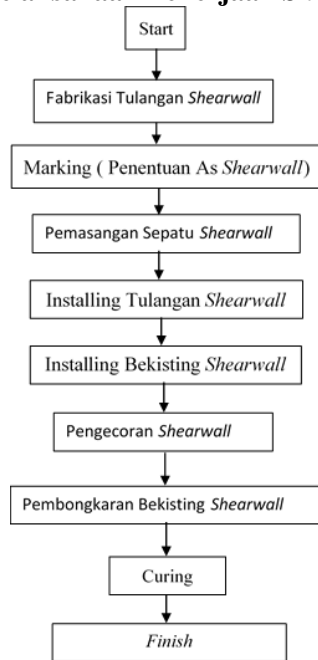 Start
Fabrikasi Tulangan Shearwall
Marking ( Penentuan As Shearwall)
Pemasangan Sepatu Shearwall
Installing Tulangan Shearwall
Installing Bekisting Shearwall
Pengecoran Shearwall
Pembongkaran Bekisting Shearwall
Curing
Finish